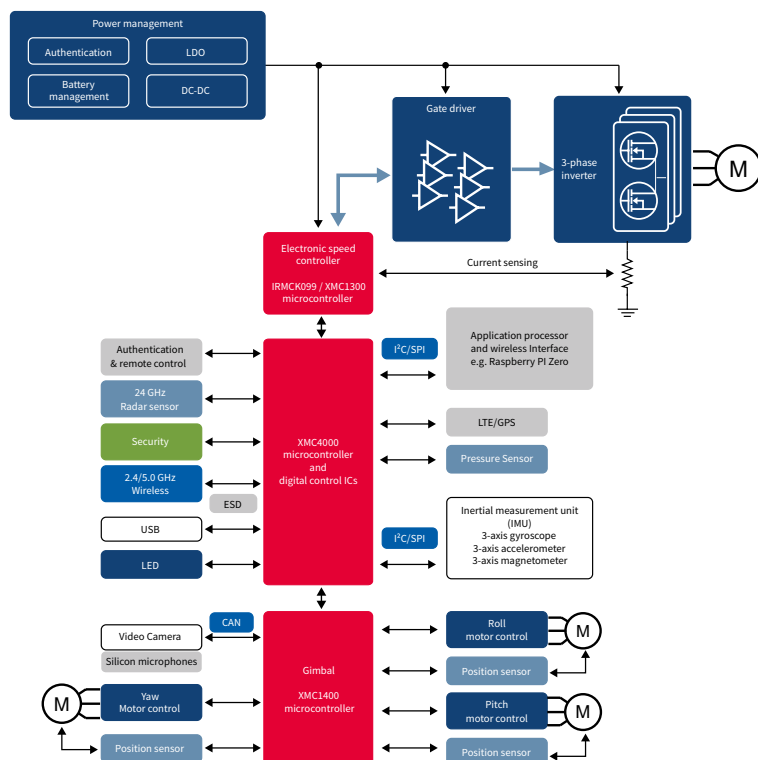 Power management
Authentication
LDO
Battery
management
DC-DC
Gate driver
3-phase
inverter
M
Electronic speed
controller
IRMCK099 / XMC1300
microcontroller
Current sensing
Authentication
& remote control
24 GHz
Radar sensor
Security
2.4/5.0 GHz
Wireless
ESD
USB
LED
XMC4000
microcontroller
and
digital control ICs
I²C/SPI
Application processor
and wireless Interface
e.g. Raspberry PI Zero
LTE/GPS
Pressure Sensor
I²C/SPI
Inertial measurement unit
(IMU)
3-axis gyroscope
3-axis accelerometer
3-axis magnetometer
CAN
Video Camera
Silicon microphones
M
Yaw
Motor control
Position sensor
Gimbal
XMC1400
microcontroller
Roll
motor control
M
Position sensor
Pitch
motor control
M
Position sensor